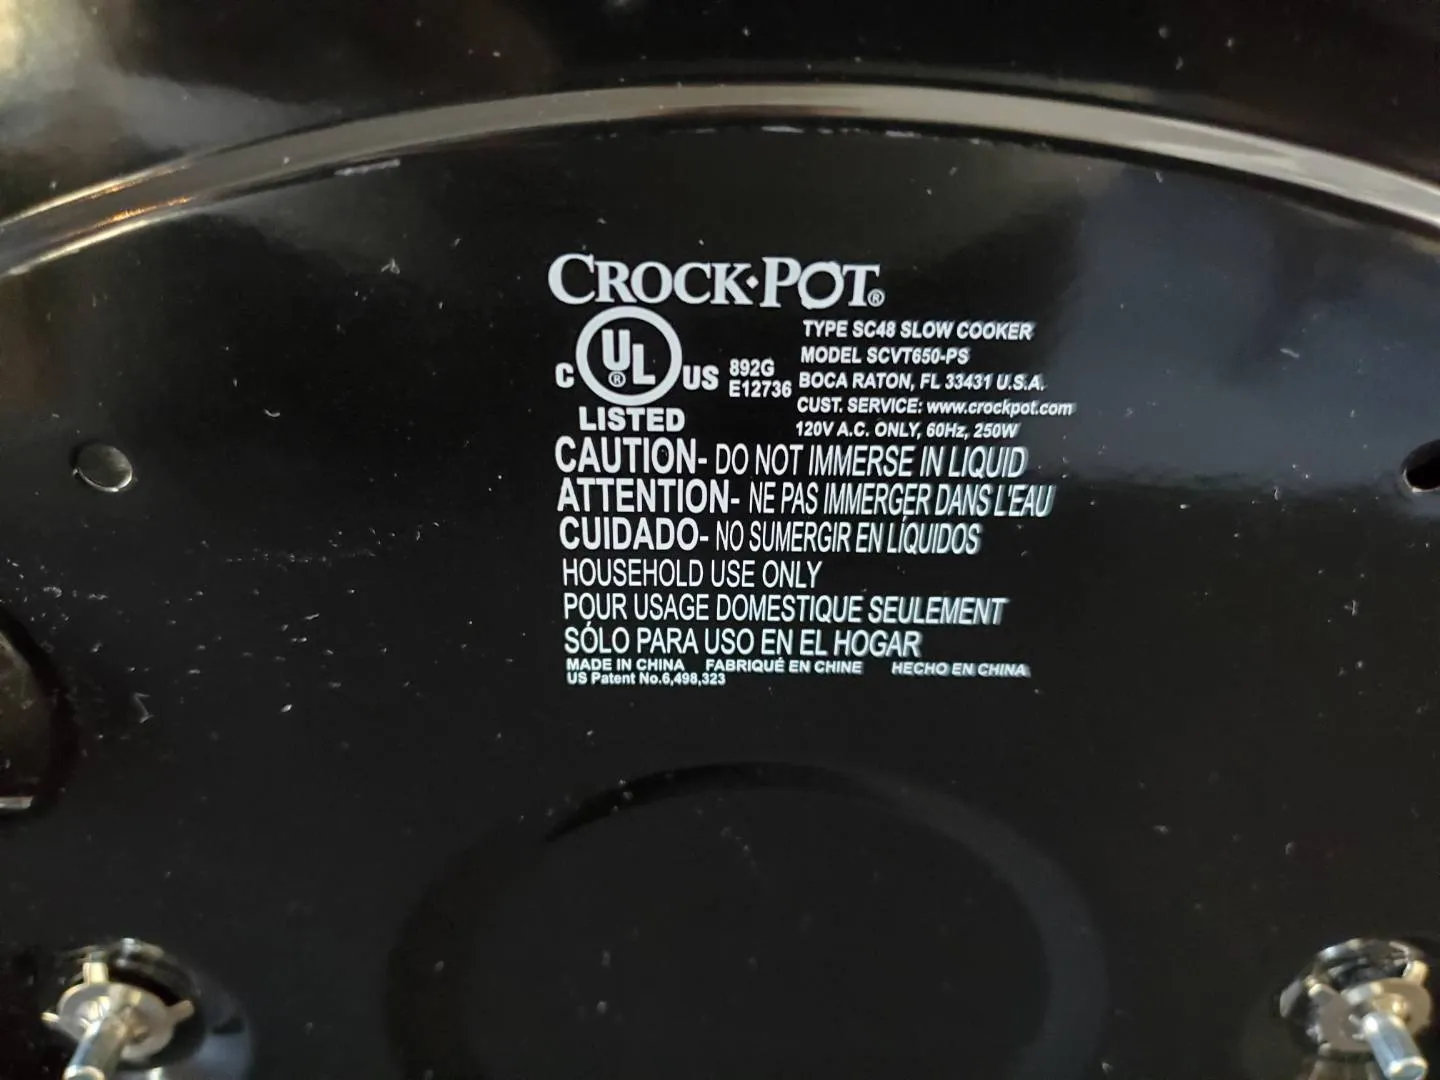 CROCK·POT®
TYPE SC48 SLOW COOKER
MODEL SCVT650-PS
BOCA RATON, FL 33431 U.S.A.
CUST. SERVICE: www.crockpot.com
120V A.C. ONLY, 60Hz, 250W
C UL® US
LISTED
892G
E12736
CAUTION- DO NOT IMMERSE IN LIQUID
ATTENTION- NE PAS IMMERGER DANS L'EAU
CUIDADO- NO SUMERGIR EN LÍQUIDOS
HOUSEHOLD USE ONLY
POUR USAGE DOMESTIQUE SEULEMENT
SÓLO PARA USO EN EL HOGAR
MADE IN CHINA FABRIQUÉ EN CHINE HECHO EN CHINA
US Patent No.6,498,323